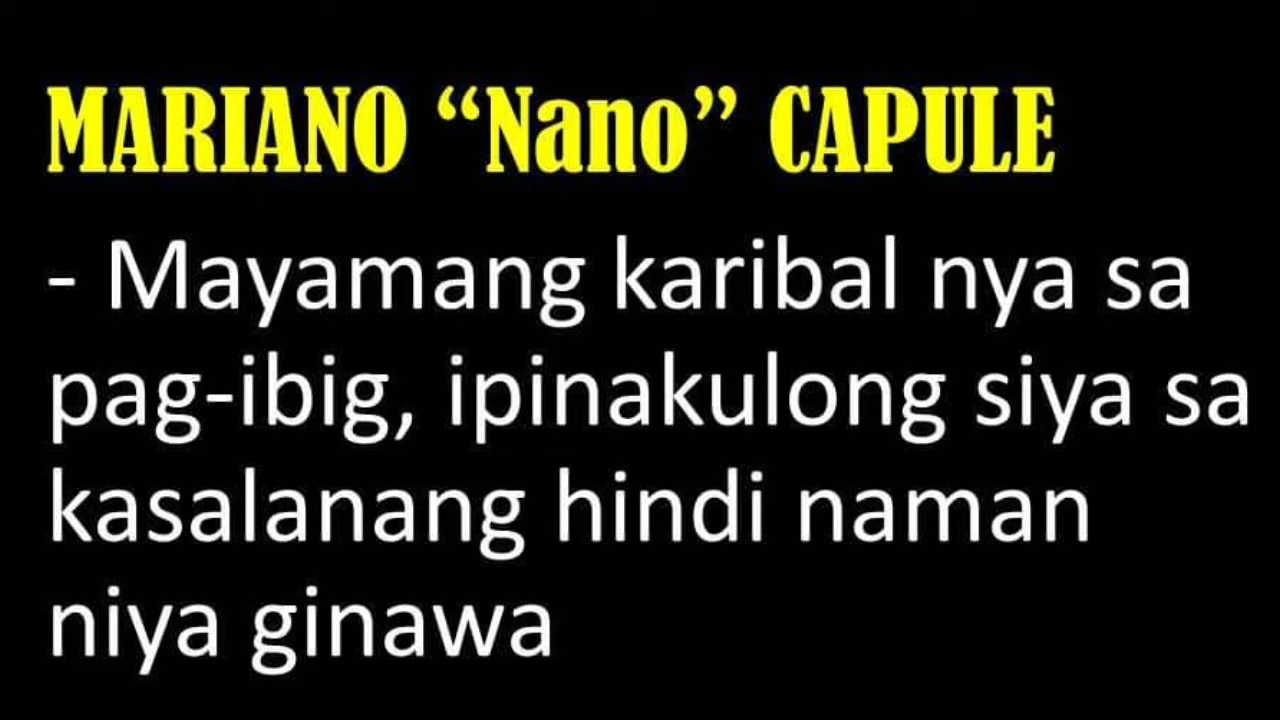 MARIANO “Nano” CAPULE
- Mayamang karibal nya sa
pag-ibig, ipinakulong siya sa
kasalanang hindi naman
niya ginawa